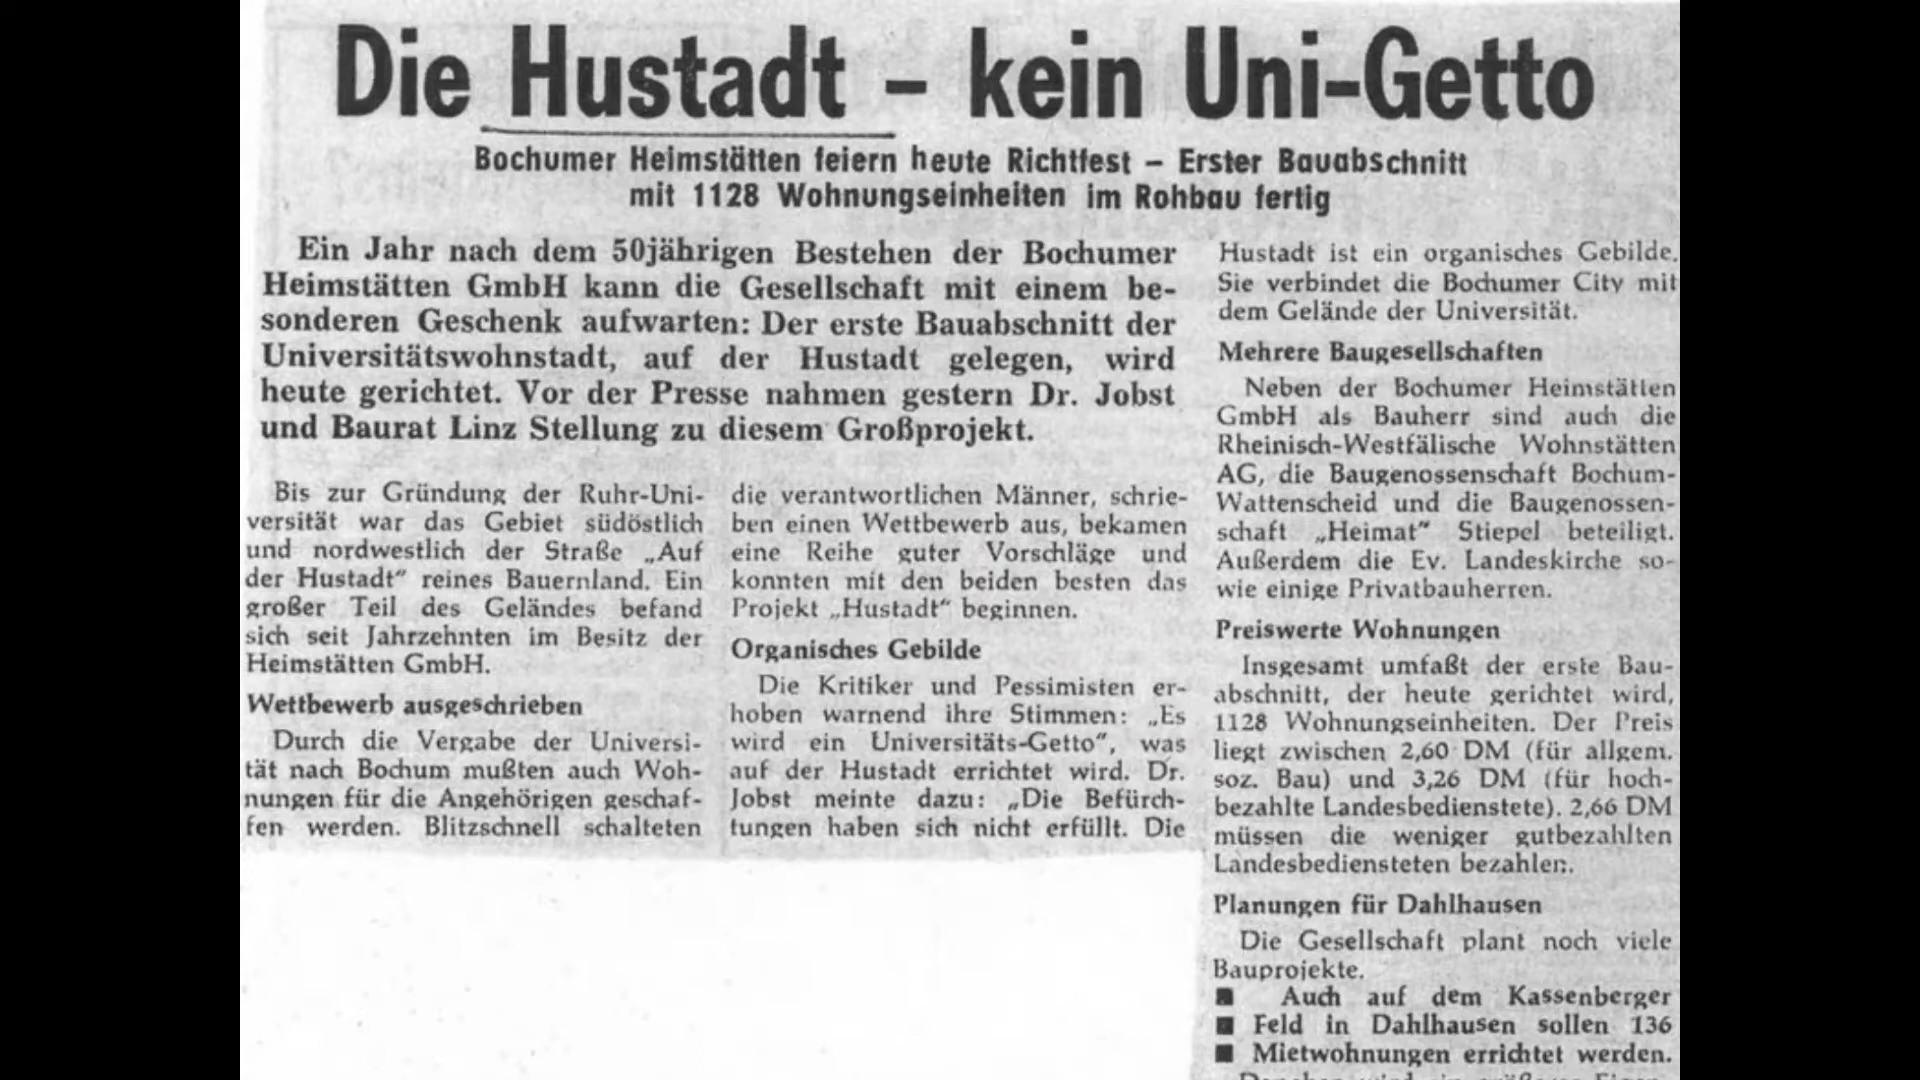 Die Hustadt – kein Uni-Getto
Bochumer Heimstätten feiern heute Richtfest – Erster Bauabschnitt
mit 1128 Wohnungseinheiten im Rohbau fertig
Ein Jahr nach dem 50jährigen Bestehen der Bochumer
Heimstätten GmbH kann die Gesellschaft mit einem be-
sonderen Geschenk aufwarten: Der erste Bauabschnitt der
Universitätswohnstadt, auf der Hustadt gelegen, wird
heute gerichtet. Vor der Presse nahmen gestern Dr. Jobst
und Baurat Linz Stellung zu diesem Großprojekt.
Bis zur Gründung der Ruhr-Uni-
versität war das Gebiet südöstlich
und nordwestlich der Straße „Auf
der Hustadt“ reines Bauernland. Ein
großer Teil des Geländes befand
sich seit Jahrzehnten im Besitz der
Heimstätten GmbH.
Wettbewerb ausgeschrieben
Durch die Vergabe der Universi-
tät nach Bochum mußten auch Woh-
nungen für die Angehörigen geschaf-
fen werden. Blitzschnell schalteten
die verantwortlichen Männer, schrie-
ben einen Wettbewerb aus, bekamen
eine Reihe guter Vorschläge und
konnten mit den beiden besten das
Projekt „Hustadt“ beginnen.
Organisches Gebilde
Die Kritiker und Pessimisten er-
hoben warnend ihre Stimmen: „Es
wird ein Universitäts-Getto“, was
auf der Hustadt errichtet wird. Dr.
Jobst meinte dazu: „Die Befürch-
tungen haben sich nicht erfüllt. Die
Hustadt ist ein organisches Gebilde.
Sie verbindet die Bochumer City mit
dem Gelände der Universität.
Mehrere Baugesellschaften
Neben der Bochumer Heimstätten
GmbH als Bauherr sind auch die
Rheinisch-Westfälische Wohnstätten
AG, die Baugenossenschaft Bochum-
Wattenscheid und die Baugenossen-
schaft „Heimat“ Stiepel beteiligt.
Außerdem die Ev. Landeskirche so-
wie einige Privatbauherren.
Preiswerte Wohnungen
Insgesamt umfaßt der erste Bau-
abschnitt, der heute gerichtet wird,
1128 Wohnungseinheiten. Der Preis
liegt zwischen 2,60 DM (für allgem.
soz. Bau) und 3,26 DM (für hoch-
bezahlte Landesbedienstete). 2,66 DM
müssen die weniger gutbezahlten
Landesbediensteten bezahlen.
Planungen für Dahlhausen
Die Gesellschaft plant noch viele
Bauprojekte.
■ Auch auf dem Kassenberger
■ Feld in Dahlhausen sollen 136
■ Mietwohnungen errichtet werden.